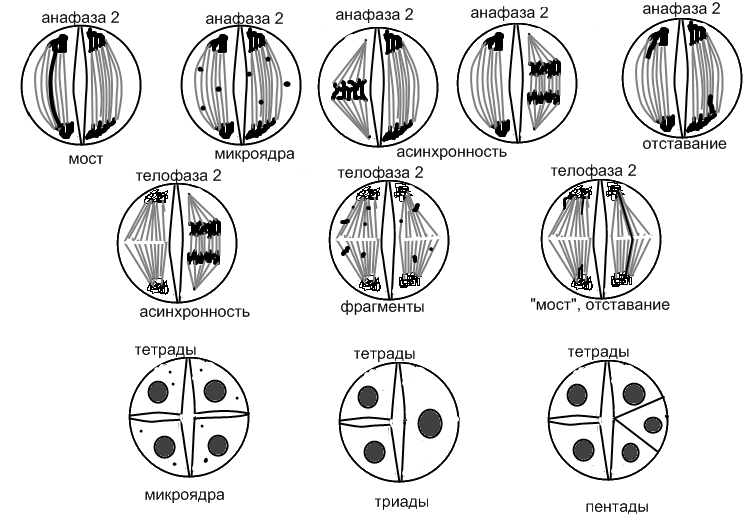 анафаза 2 анафаза 2 анафаза 2 анафаза 2 анафаза 2
мост микроядра асинхронность отставание
телофаза 2 телофаза 2 телофаза 2
асинхронность фрагменты "мост", отставание
тетрады тетрады тетрады
микроядра триады пентады